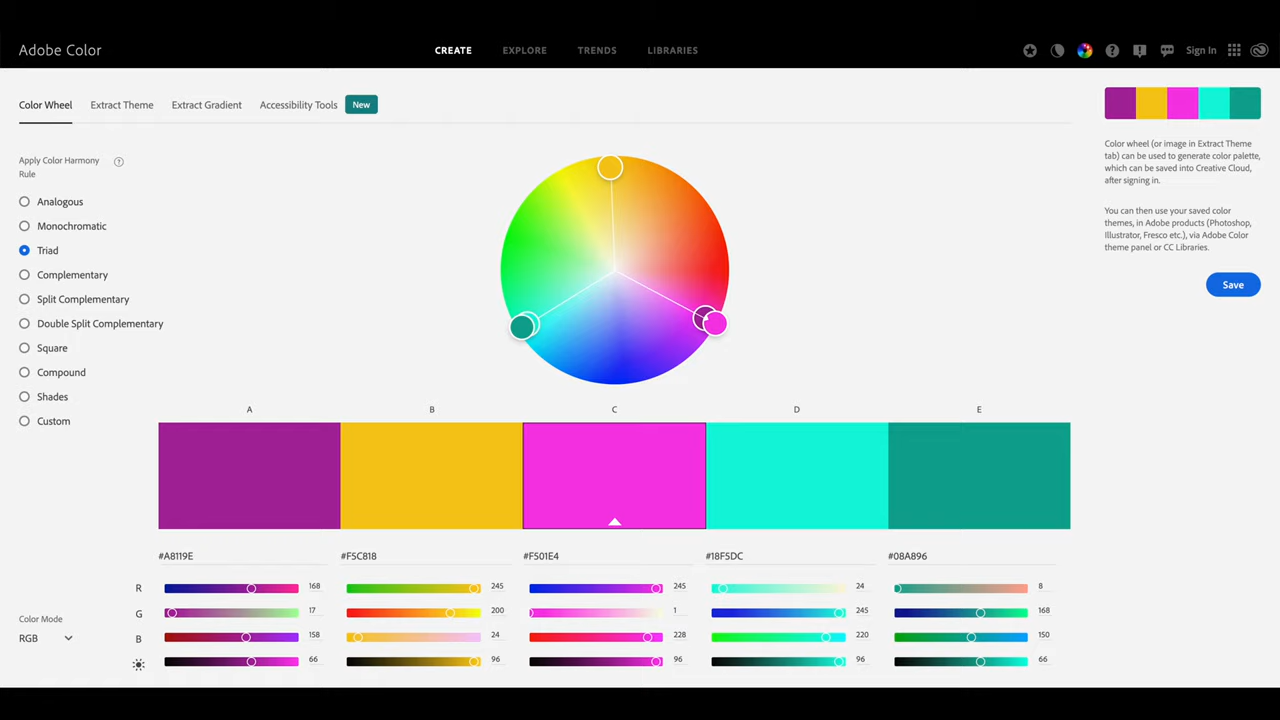 Adobe Color
CREATE
EXPLORE
TRENDS
LIBRARIES
Sign In
Color Wheel
Extract Theme
Extract Gradient
Accessibility Tools
New
Apply Color Harmony
Rule
?
Analogous
Monochromatic
Triad
Complementary
Split Complementary
Double Split Complementary
Square
Compound
Shades
Custom
Color wheel (or image in Extract Theme
tab) can be used to generate color palette,
which can be saved into Creative Cloud,
after signing in.
You can then use your saved color
themes, in Adobe products (Photoshop,
Illustrator, Fresco etc.), via Adobe Color
theme panel or CC Libraries.
Save
A B C D E
#A8119E #F5C818 #F501E4 #18F5DC #08A896
R 168 245 245 24 8
G 17 200 1 245 168
B 158 24 228 220 150
66 96 96 96 66
Color Mode
RGB